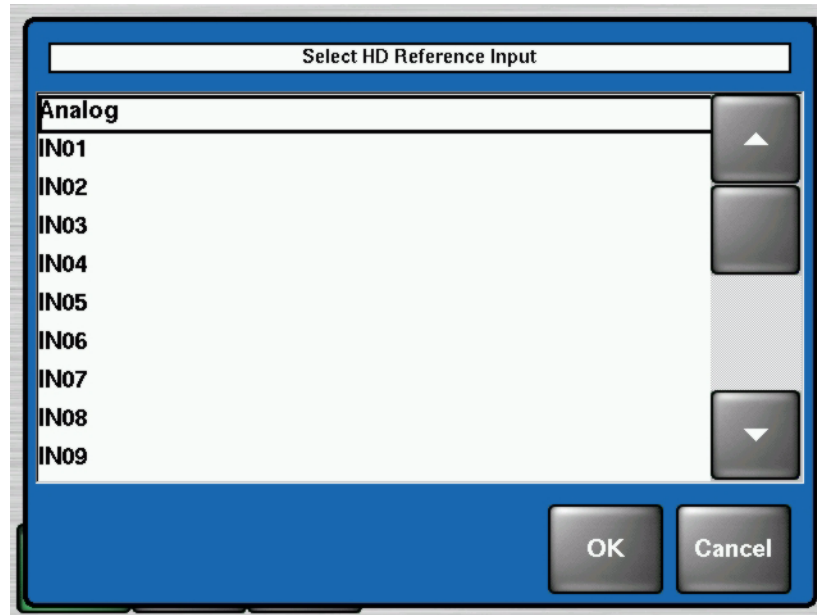 Select HD Reference Input
Analog
IN01
IN02
IN03
IN04
IN05
IN06
IN07
IN08
IN09
OK
Cancel